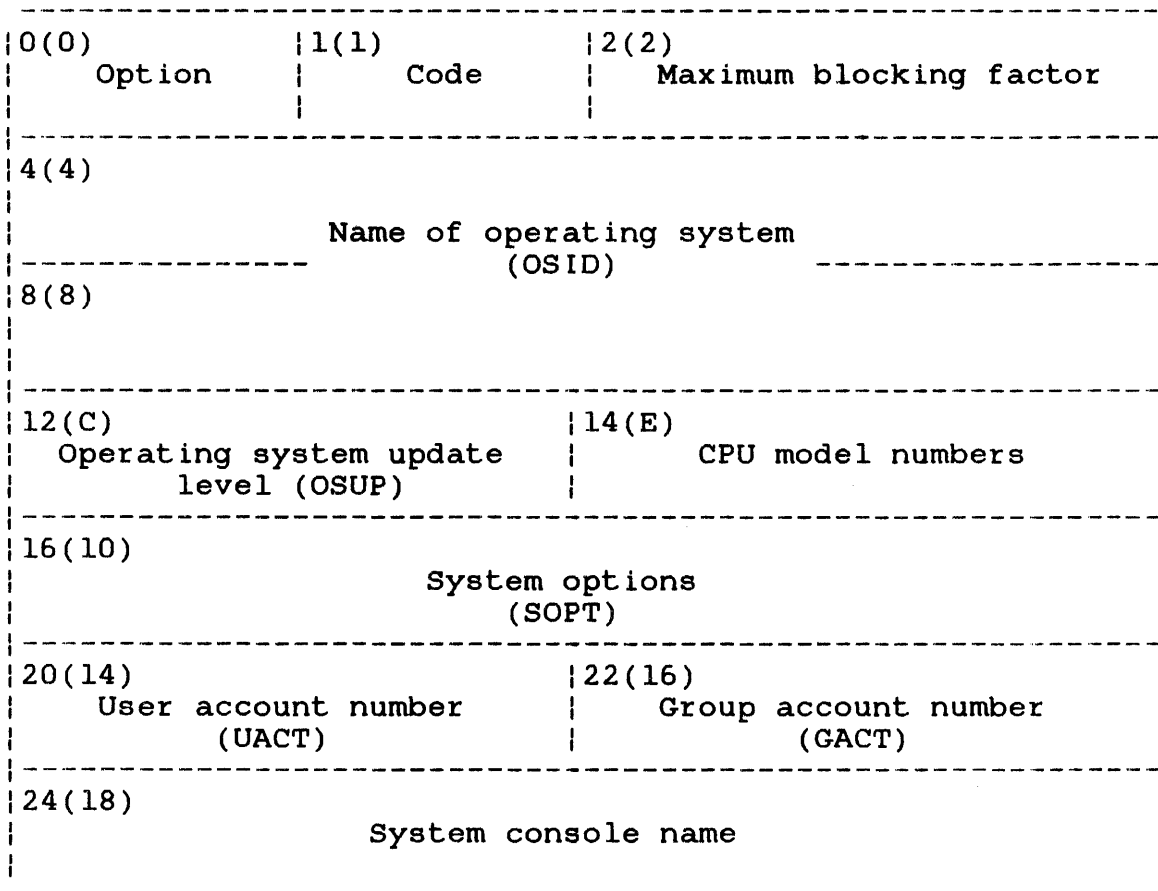 0(0) 1(1) 2(2)
Option Code Maximum blocking factor
4(4)
Name of operating system
(OSID)
8(8)
12(C) 14(E)
Operating system update CPU model numbers
level (OSUP)
16(10)
System options
(SOPT)
20(14) 22(16)
User account number Group account number
(UACT) (GACT)
24(18)
System console name